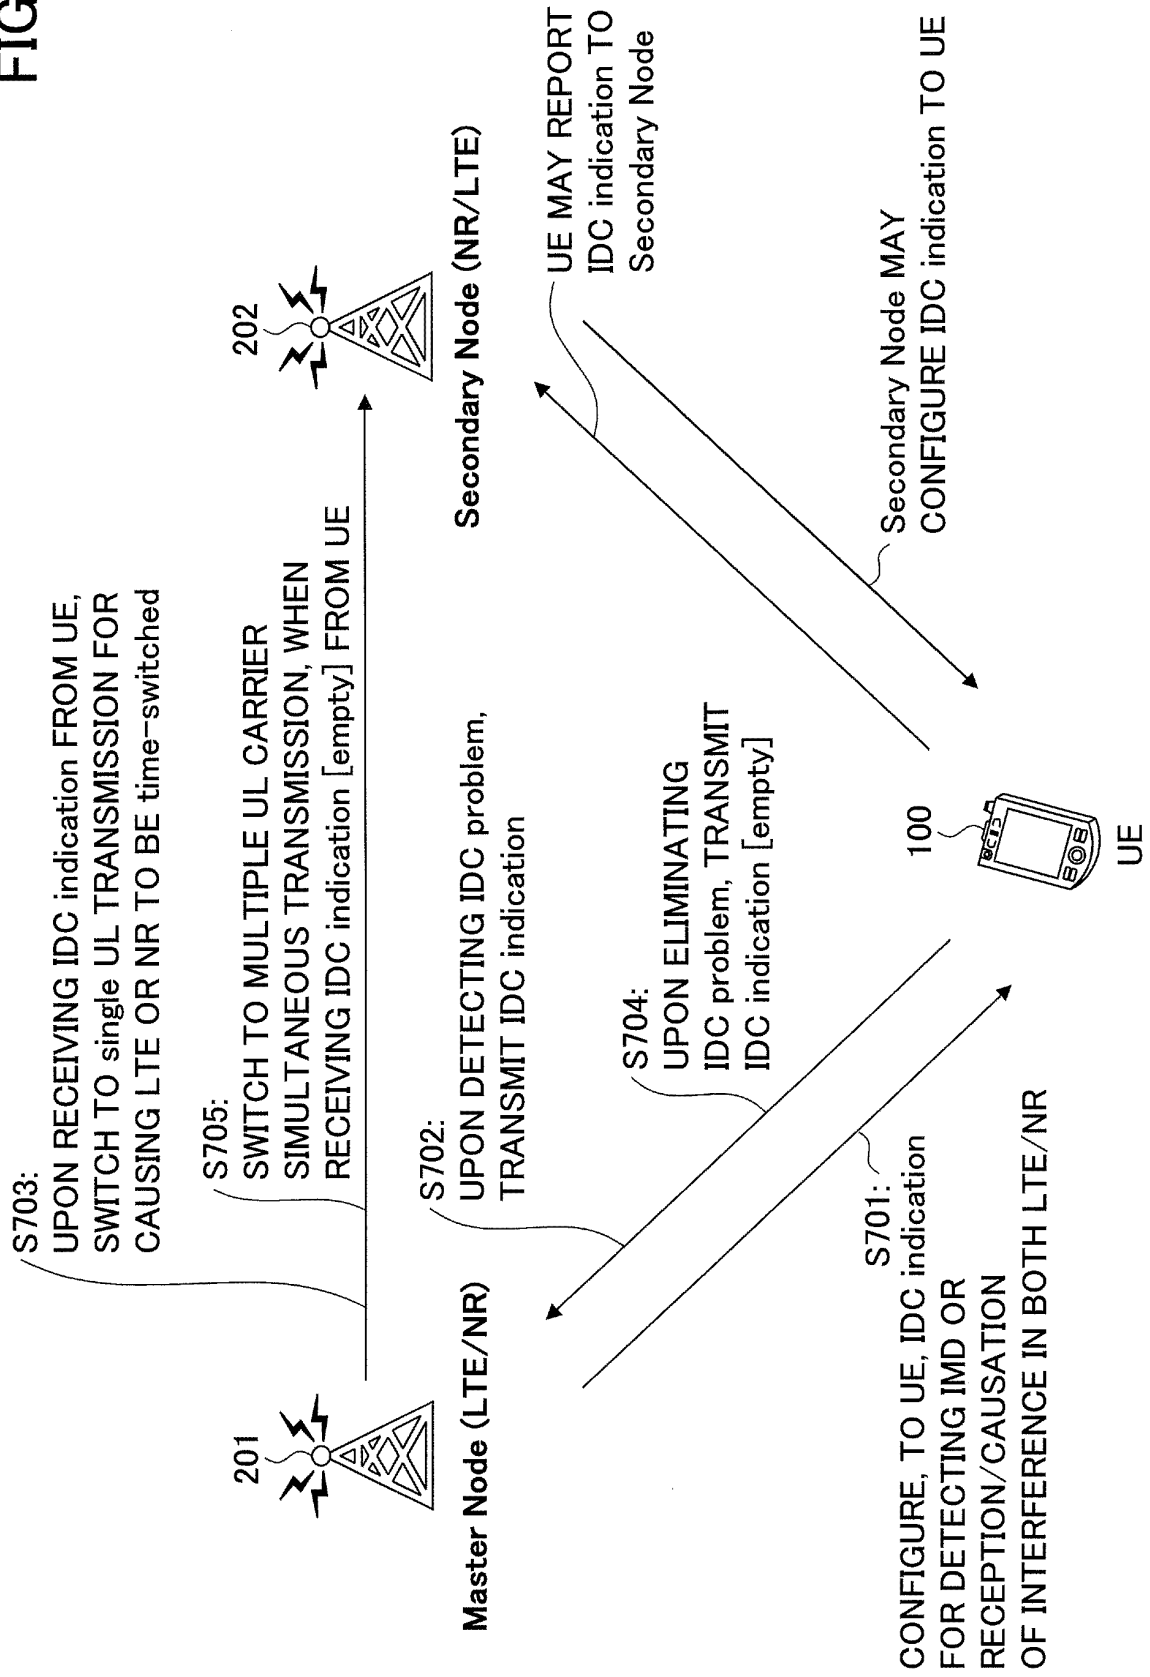 FIG
S703:
UPON RECEIVING IDC indication FROM UE,
SWITCH TO single UL TRANSMISSION FOR
CAUSING LTE OR NR TO BE time-switched
S705:
SWITCH TO MULTIPLE UL CARRIER
SIMULTANEOUS TRANSMISSION, WHEN
RECEIVING IDC indication [empty] FROM UE
201
Master Node (LTE/NR)
202
Secondary Node (NR/LTE)
S702:
UPON DETECTING IDC problem,
TRANSMIT IDC indication
S704:
UPON ELIMINATING
IDC problem, TRANSMIT
IDC indication [empty]
UE MAY REPORT
IDC indication TO
Secondary Node
S701:
CONFIGURE, TO UE, IDC indication
FOR DETECTING IMD OR
RECEPTION/CAUSATION
OF INTERFERENCE IN BOTH LTE/NR
Secondary Node MAY
CONFIGURE IDC indication TO UE
100
UE